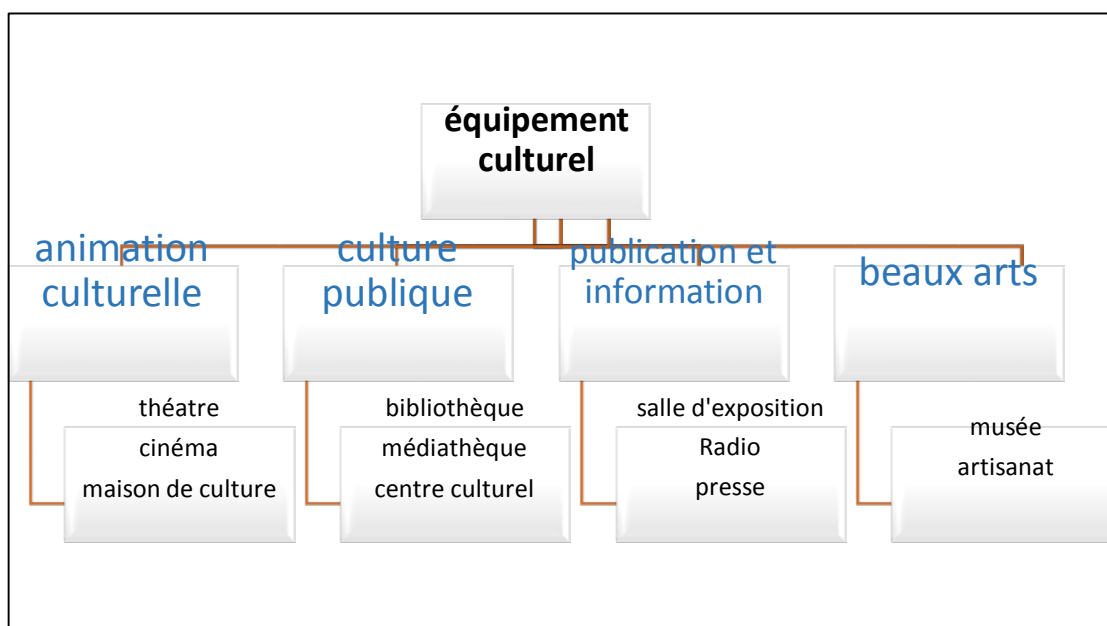 équipement
culturel
animation
culturelle
théatre
cinéma
maison de culture
culture
publique
bibliothèque
médiathèque
centre culturel
publication et
information
salle d'exposition
Radio
presse
beaux arts
musée
artisanat